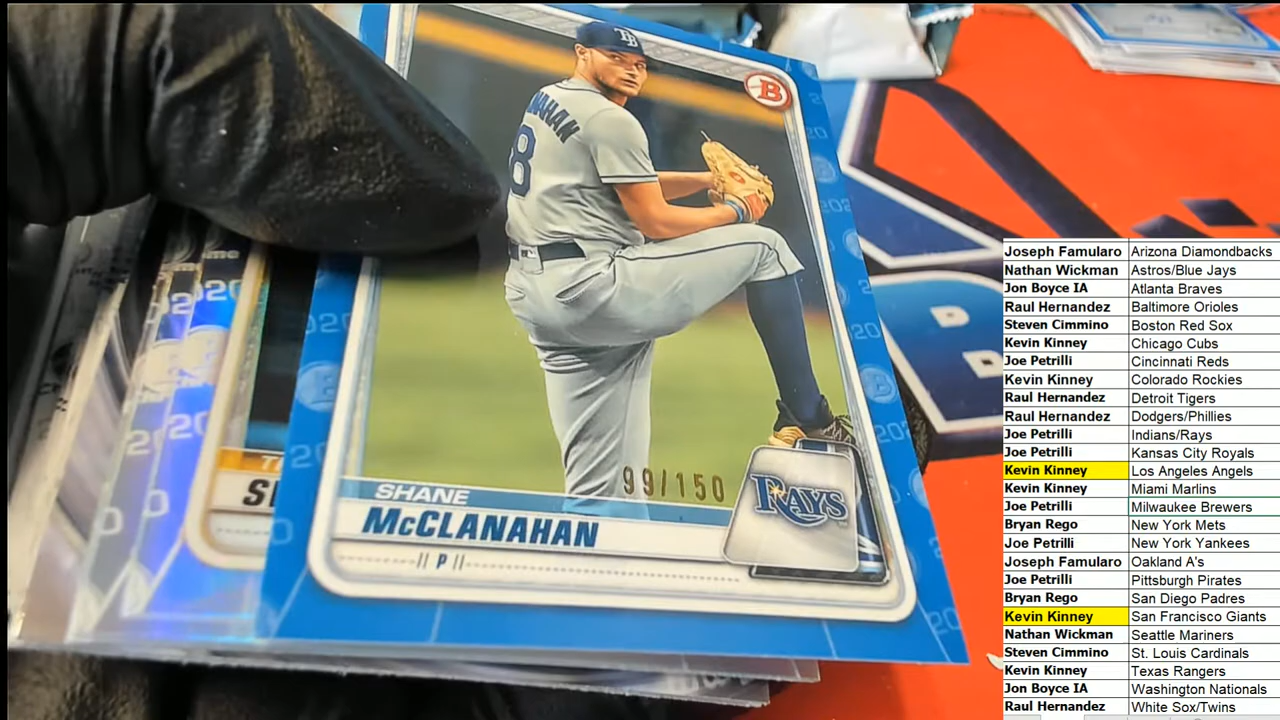 TB
B
8
99/150
RAYS
SHANE
McCLANAHAN
P
Joseph Famularo Arizona Diamondbacks
Nathan Wickman Astros/Blue Jays
Jon Boyce IA Atlanta Braves
Raul Hernandez Baltimore Orioles
Steven Cimmino Boston Red Sox
Kevin Kinney Chicago Cubs
Joe Petrilli Cincinnati Reds
Kevin Kinney Colorado Rockies
Raul Hernandez Detroit Tigers
Raul Hernandez Dodgers/Phillies
Joe Petrilli Indians/Rays
Joe Petrilli Kansas City Royals
Kevin Kinney Los Angeles Angels
Kevin Kinney Miami Marlins
Joe Petrilli Milwaukee Brewers
Bryan Rego New York Mets
Joe Petrilli New York Yankees
Joseph Famularo Oakland A's
Joe Petrilli Pittsburgh Pirates
Bryan Rego San Diego Padres
Kevin Kinney San Francisco Giants
Nathan Wickman Seattle Mariners
Steven Cimmino St. Louis Cardinals
Kevin Kinney Texas Rangers
Jon Boyce IA Washington Nationals
Raul Hernandez White Sox/Twins